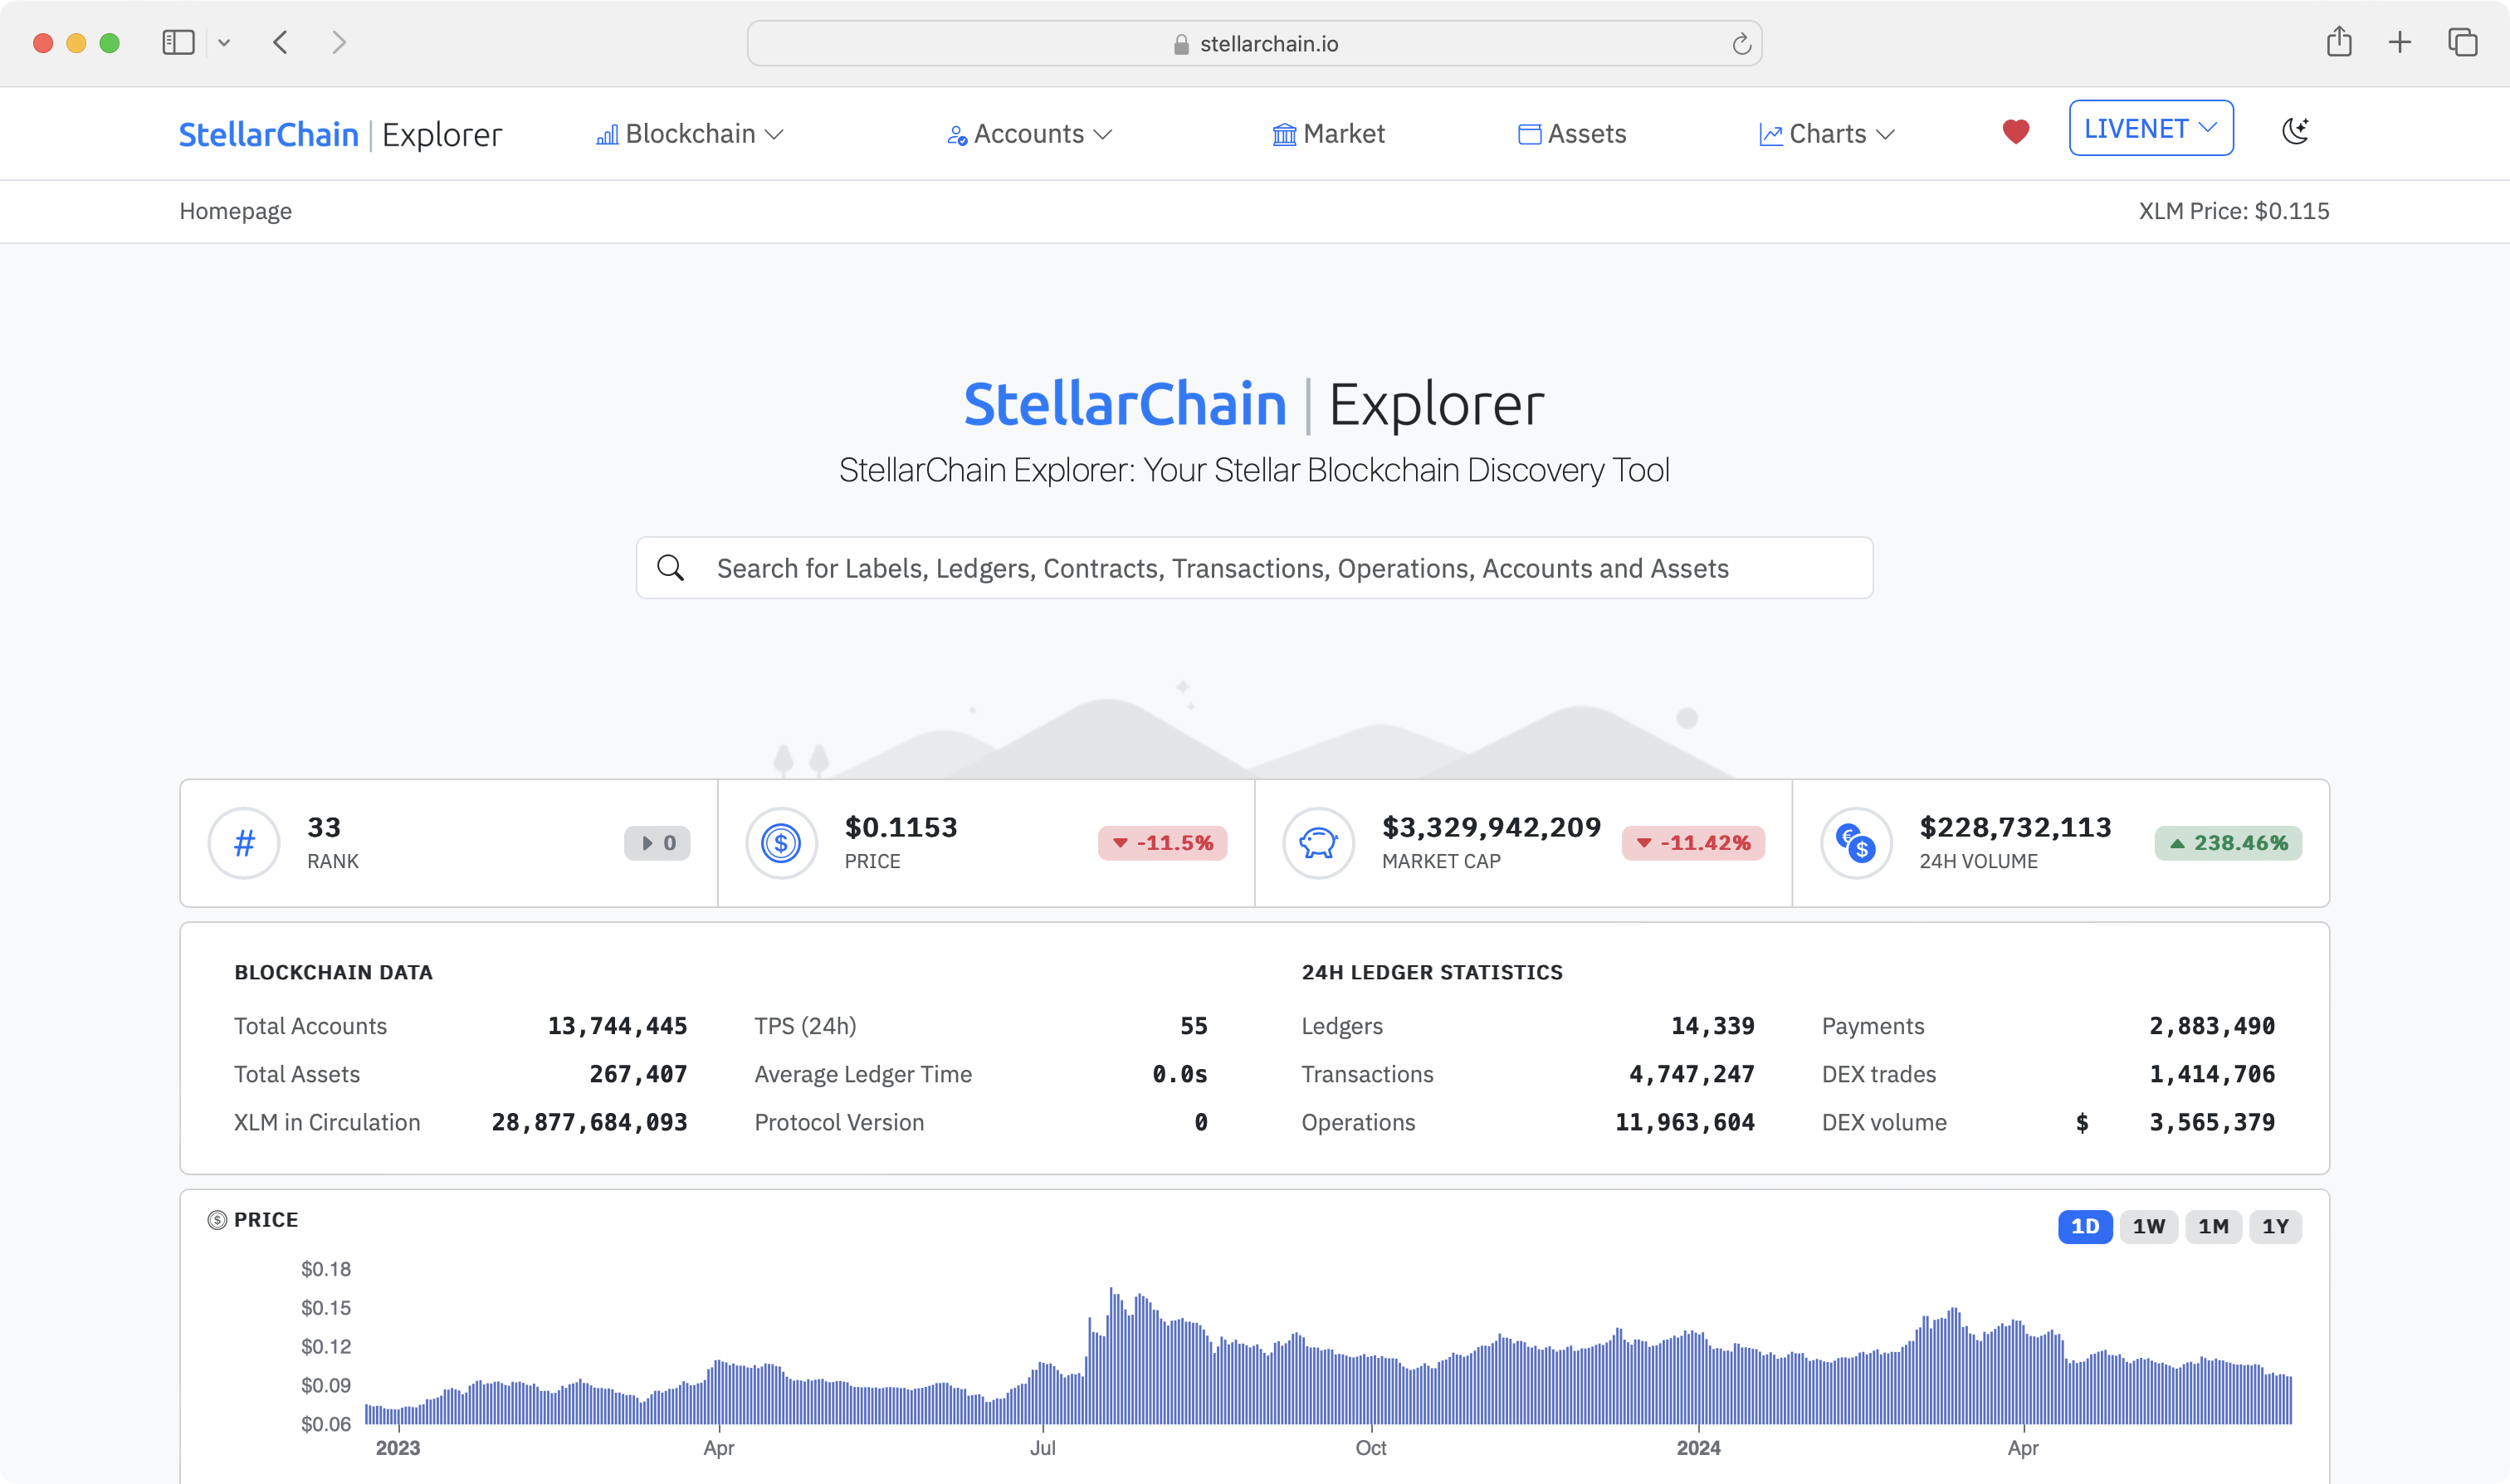 stellarchain.io
StellarChain | Explorer
Blockchain
Accounts
Market
Assets
Charts
LIVENET
Homepage
XLM Price: $0.115
StellarChain | Explorer
StellarChain Explorer: Your Stellar Blockchain Discovery Tool
Search for Labels, Ledgers, Contracts, Transactions, Operations, Accounts and Assets
# 33 0
RANK
$ $0.1153 -11.5%
PRICE
$3,329,942,209 -11.42%
MARKET CAP
€ $ $228,732,113 238.46%
24H VOLUME
BLOCKCHAIN DATA
Total Accounts 13,744,445
Total Assets 267,407
XLM in Circulation 28,877,684,093
TPS (24h) 55
Average Ledger Time 0.0s
Protocol Version 0
24H LEDGER STATISTICS
Ledgers 14,339
Transactions 4,747,247
Operations 11,963,604
Payments 2,883,490
DEX trades 1,414,706
DEX volume $ 3,565,379
$ PRICE
1D 1W 1M 1Y
$0.18
$0.15
$0.12
$0.09
$0.06
2023 Apr Jul Oct 2024 Apr